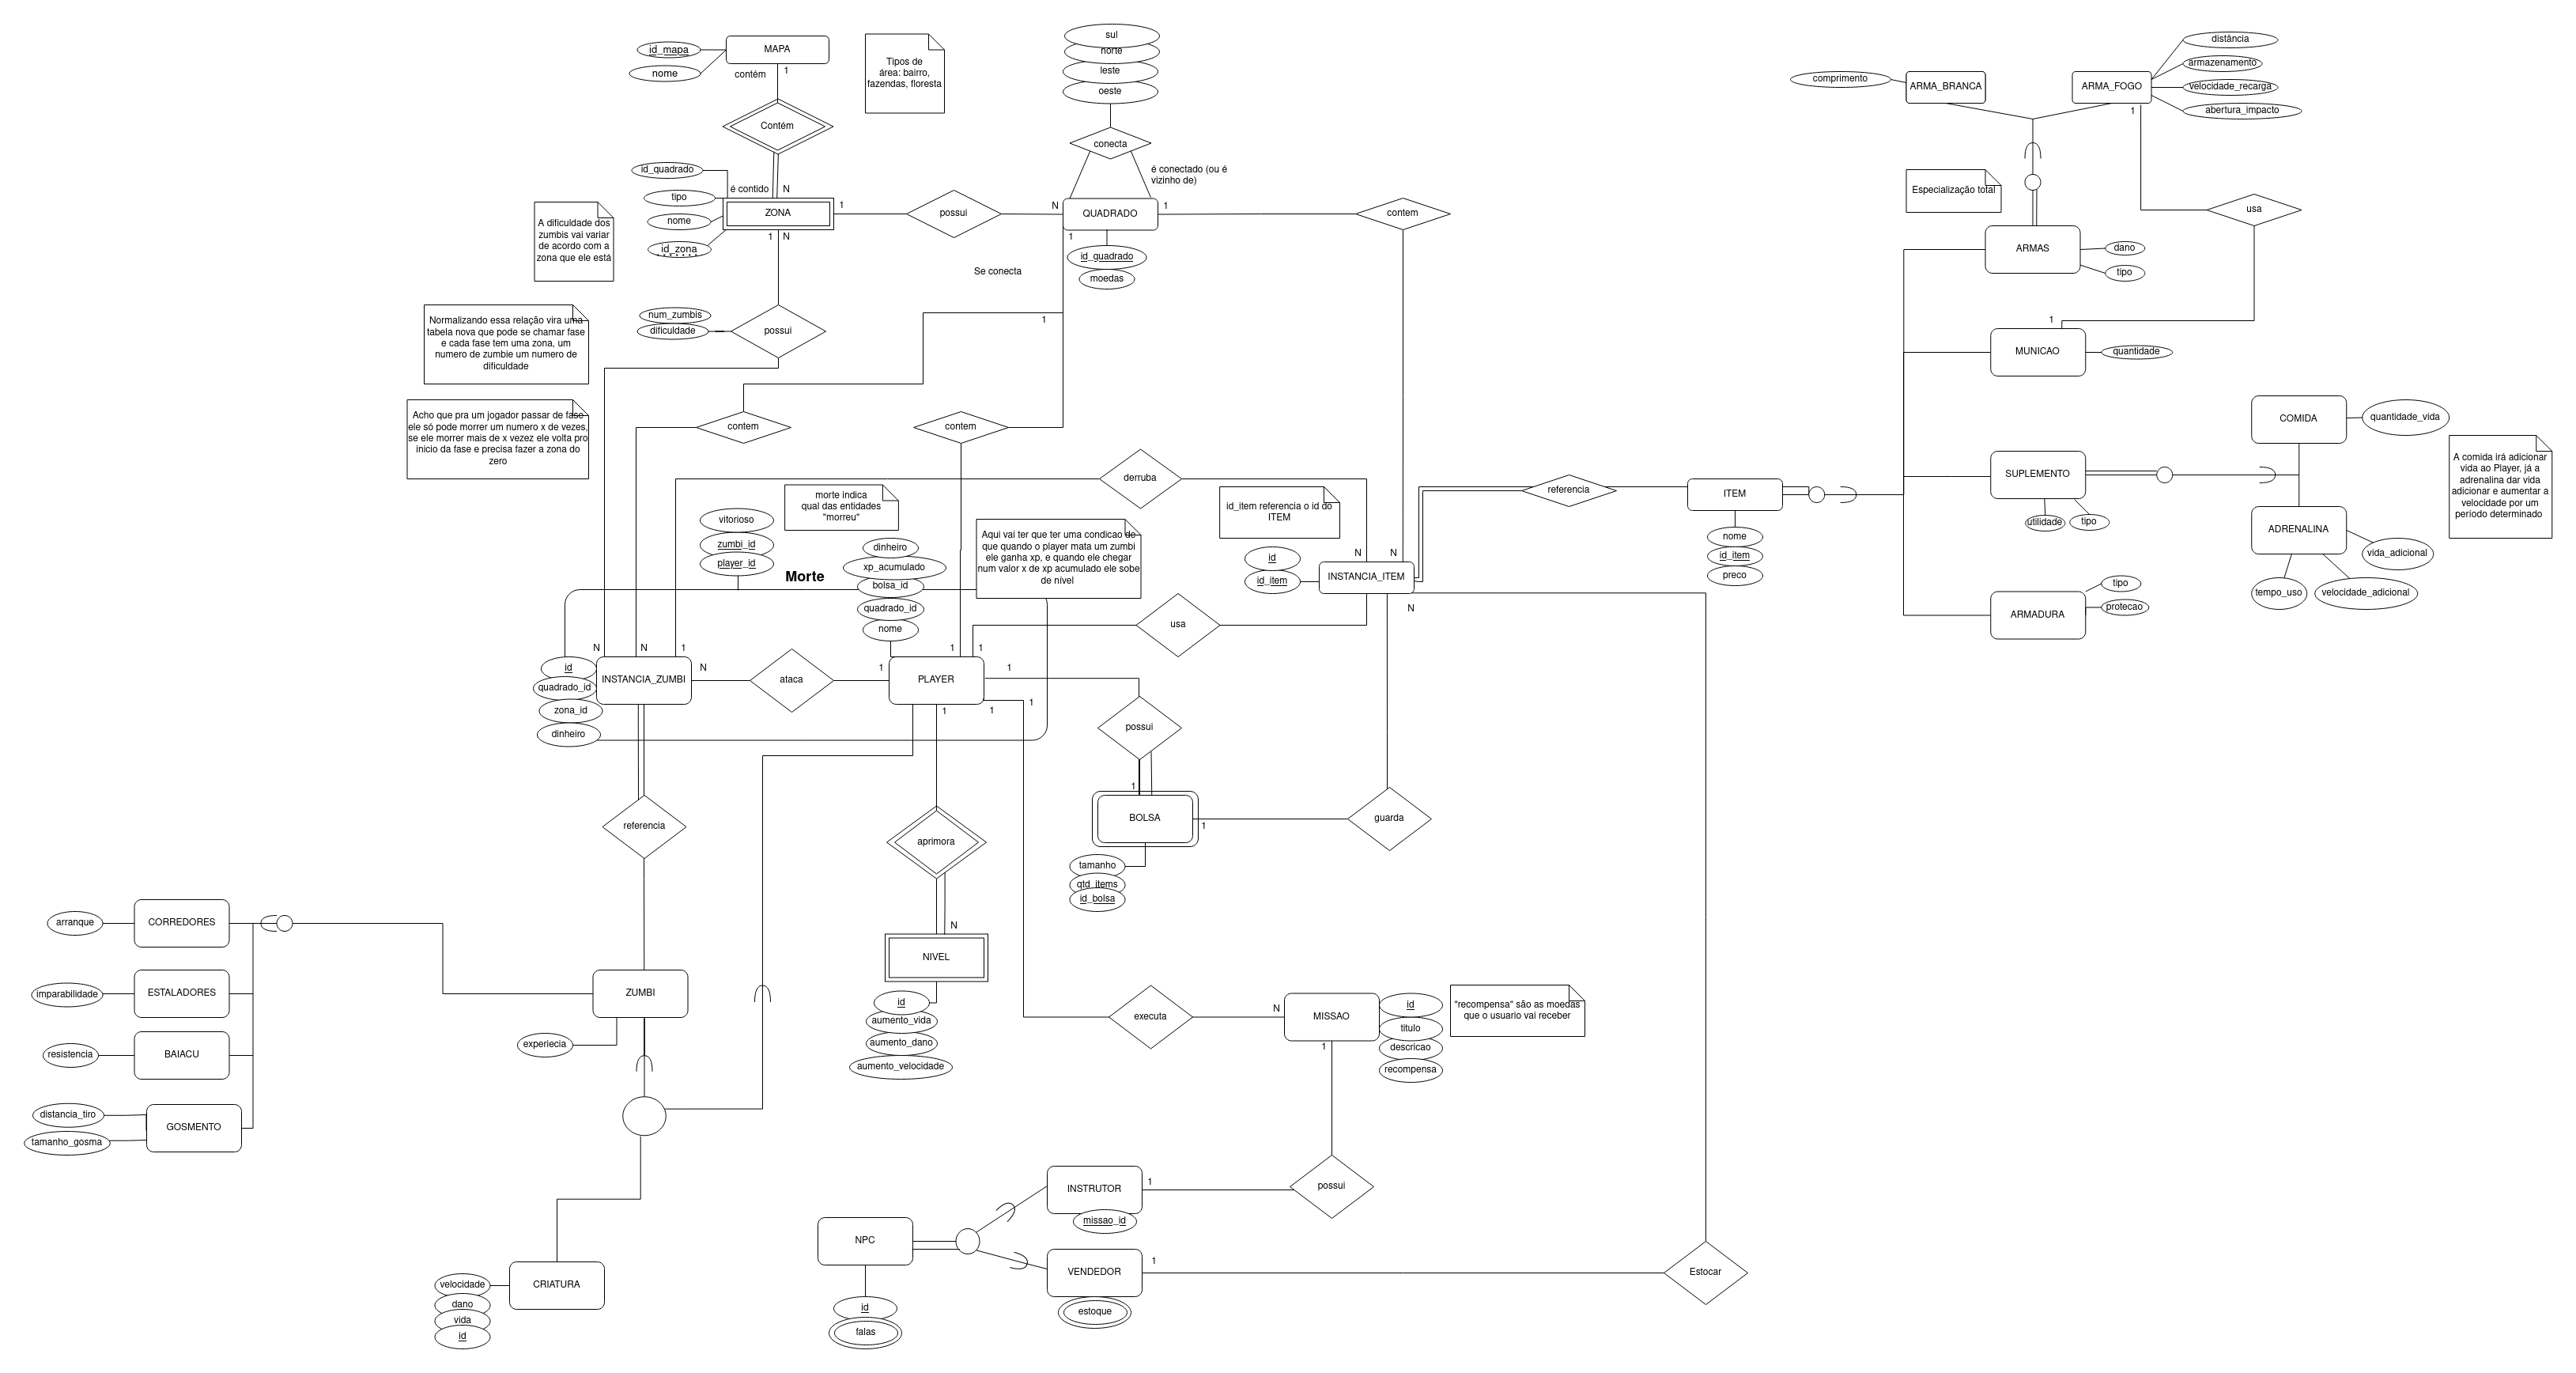 id_mapa
nome
MAPA
contém
1
Contém
Tipos de
área: bairro,
fazendas, floresta
sul
norte
leste
oeste
conecta
é conectado (ou é
vizinho de)
id_quadrado
tipo
nome
id_zona
é contido
N
ZONA
1
possui
N
QUADRADO
1
contem
1
N
1
id_quadrado
moedas
Se conecta
A dificuldade dos
zumbis vai variar
de acordo com a
zona que ele está
Normalizando essa relação vira uma
tabela nova que pode se chamar fase
e cada fase tem uma zona, um
numero de zumbie um numero de
dificuldade
num_zumbis
dificuldade
possui
1
Acho que pra um jogador passar de fase
ele só pode morrer um numero x de vezes,
se ele morrer mais de x vezez ele volta pro
inicio da fase e precisa fazer a zona do
zero
contem
contem
derruba
comprimento
ARMA_BRANCA
ARMA_FOGO
distância
armazenamento
velocidade_recarga
abertura_impacto
1
Especialização total
usa
ARMAS
dano
tipo
1
MUNICAO
quantidade
COMIDA
quantidade_vida
SUPLEMENTO
utilidade
tipo
ADRENALINA
vida_adicional
tempo_uso
velocidade_adicional
A comida irá adicionar
vida ao Player, já a
adrenalina dar vida
adicionar e aumentar a
velocidade por um
período determinado
ARMADURA
tipo
protecao
referencia
ITEM
nome
id_item
preco
id_item referencia o id do
ITEM
N
N
id
id_item
INSTANCIA_ITEM
N
vitorioso
zumbi_id
player_id
morte indica
qual das entidades
"morreu"
Morte
dinheiro
xp_acumulado
bolsa_id
quadrado_id
nome
Aqui vai ter que ter uma condicao de
que quando o player mata um zumbi
ele ganha xp, e quando ele chegar
num valor x de xp acumulado ele sobe
de nível
usa
N
N
1
id
quadrado_id
zona_id
dinheiro
INSTANCIA_ZUMBI
N
ataca
1
PLAYER
1
1
1
1
1
1
possui
1
BOLSA
1
guarda
tamanho
qtd_items
id_bolsa
referencia
aprimora
N
NIVEL
id
aumento_vida
aumento_dano
aumento_velocidade
arranque
CORREDORES
imparabilidade
ESTALADORES
resistencia
BAIACU
distancia_tiro
tamanho_gosma
GOSMENTO
ZUMBI
experiecia
executa
N
MISSAO
1
id
titulo
descricao
recompensa
"recompensa" são as moedas
que o usuario vai receber
possui
INSTRUTOR
1
missao_id
NPC
id
falas
VENDEDOR
1
estoque
Estocar
CRIATURA
velocidade
dano
vida
id